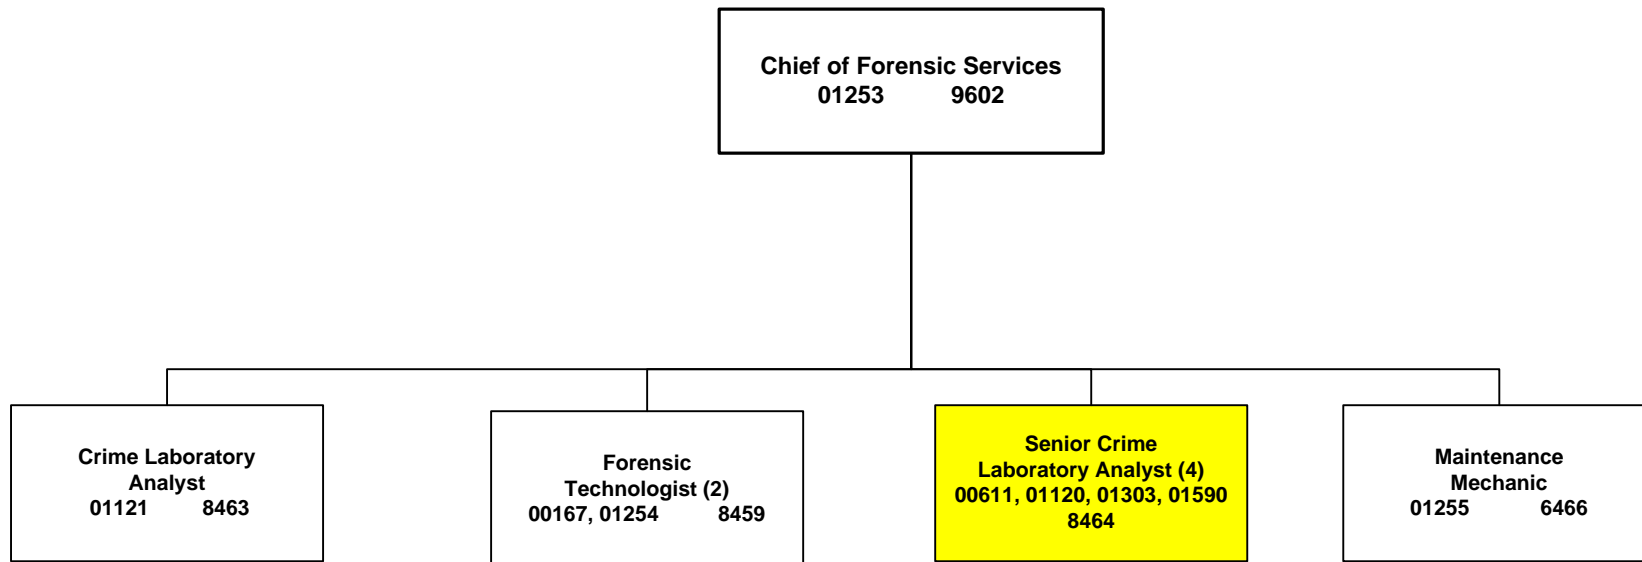 Chief of Forensic Services
01253 9602
Crime Laboratory
Analyst
01121 8463
Forensic
Technologist (2)
00167, 01254 8459
Senior Crime
Laboratory Analyst (4)
00611, 01120, 01303, 01590
8464
Maintenance
Mechanic
01255 6466